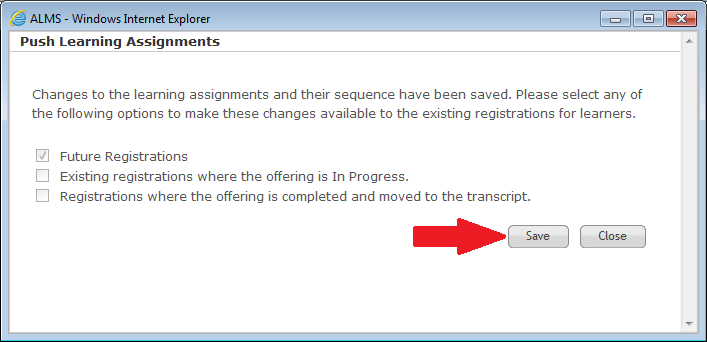 ALMS - Windows Internet Explorer
Push Learning Assignments
Changes to the learning assignments and their sequence have been saved. Please select any of
the following options to make these changes available to the existing registrations for learners.
Future Registrations
Existing registrations where the offering is In Progress.
Registrations where the offering is completed and moved to the transcript.
Save Close